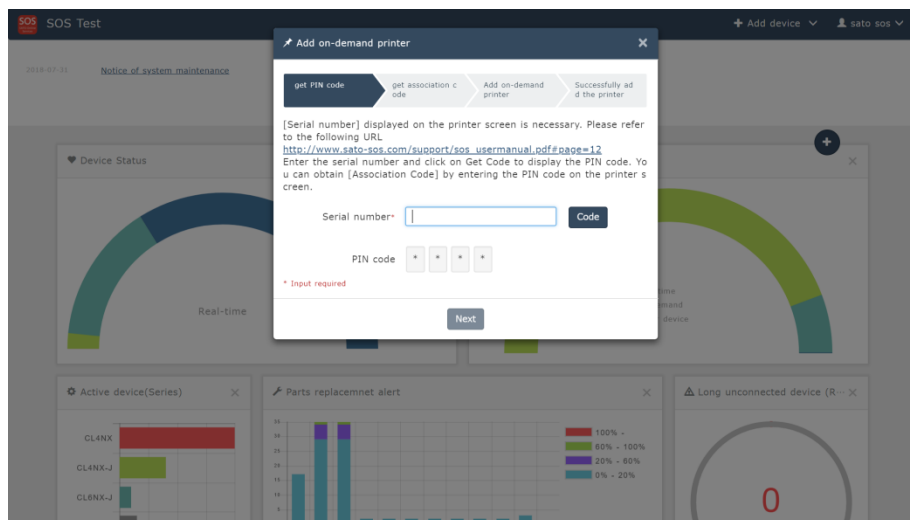 SOS
SOS Test
Add device
sato sos
Notice of system maintenance
Add on-demand printer
get PIN code
get association c
ode
Add on-demand
printer
Successfully ad
d the printer
[Serial number] displayed on the printer screen is necessary. Please refer
to the following URL
http://www.sato-sos.com/support/sos_usermanual.pdf#page=12
Enter the serial number and click on Get Code to display the PIN code. Yo
u can obtain [Association Code] by entering the PIN code on the printer s
creen.
Serial number*
Code
PIN code * * * *
* Input required
Next
Device Status
Real-time
time
mand
device
Active device(Series)
CL4NX
CL4NX-J
CL6NX-J
Parts replacemnet alert
100% -
60% - 100%
20% - 60%
0% - 20%
Long unconnected device (R...
0